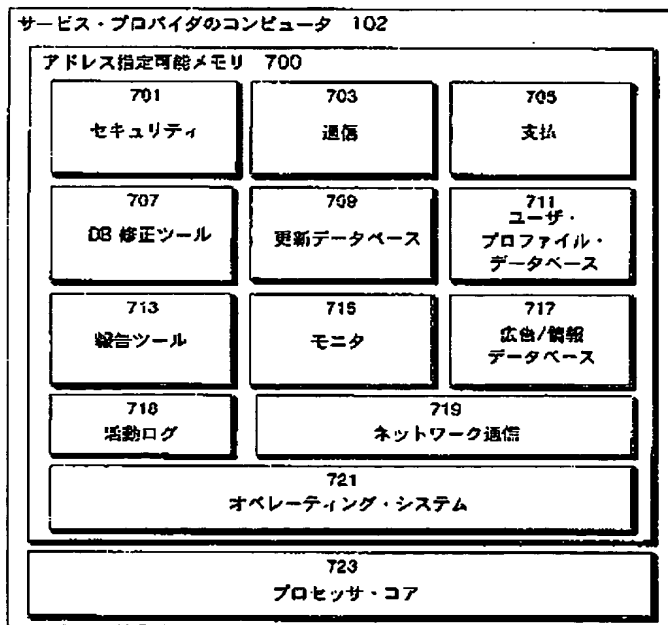 サービス・プロバイダのコンピュータ 102
アドレス指定可能メモリ 700
701
セキュリティ
703
通信
705
支払
707
DB 修正ツール
709
更新データベース
711
ユーザ・
プロファイル・
データベース
713
報告ツール
715
モニタ
717
広告/情報
データベース
718
活動ログ
719
ネットワーク通信
721
オペレーティング・システム
723
プロセッサ・コア